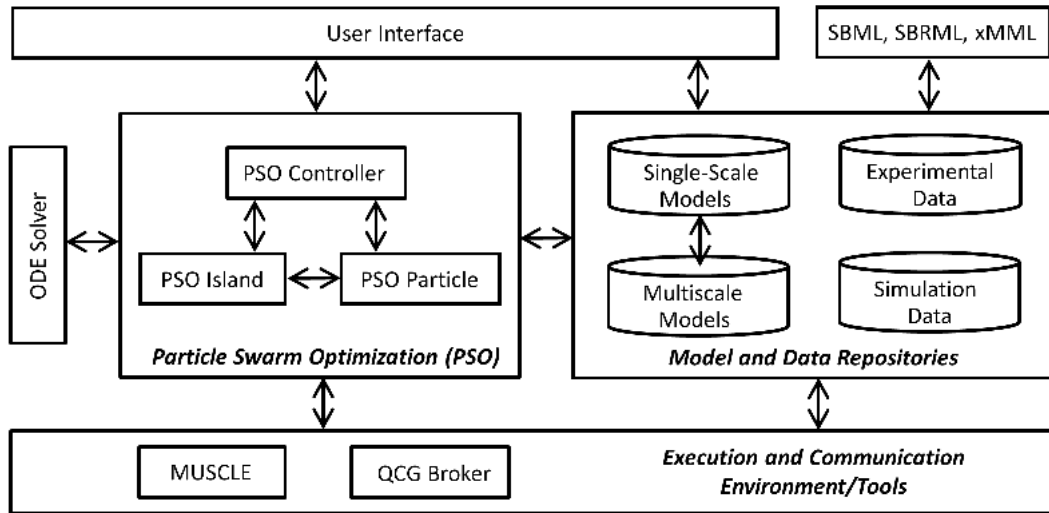 User Interface
SBML, SBRML, xMML
ODE Solver
PSO Controller
PSO Island
PSO Particle
Particle Swarm Optimization (PSO)
Single-Scale
Models
Experimental
Data
Multiscale
Models
Simulation
Data
Model and Data Repositories
MUSCLE
QCG Broker
Execution and Communication
Environment/Tools